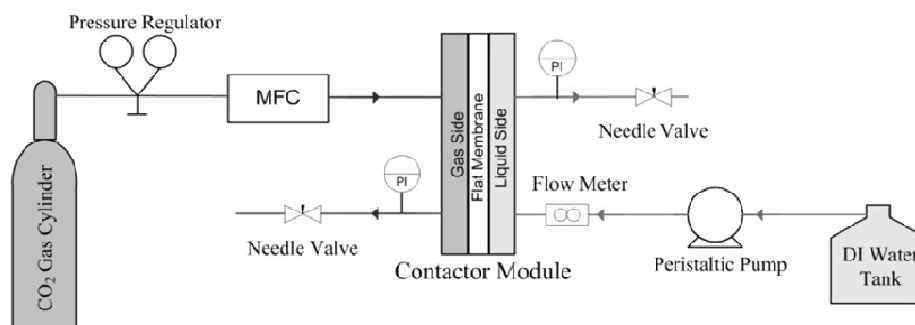 Pressure Regulator
MFC
PI
Needle Valve
Gas Side
Flat Membrane
Liquid Side
PI
Flow Meter
Needle Valve
Contactor Module
Peristaltic Pump
DI Water
Tank
CO₂ Gas Cylinder